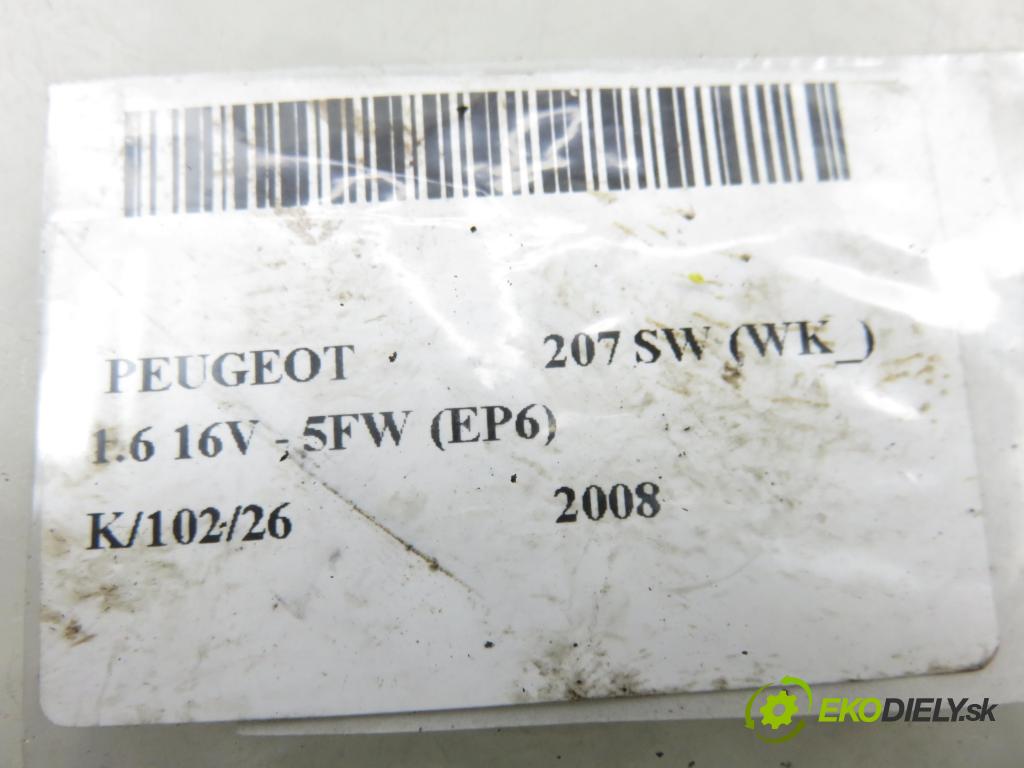 PEUGEOT 207 SW (WK_)
1.6 16V - 5FW (EP6)
K/102/26 2008
EKODIELY.sk